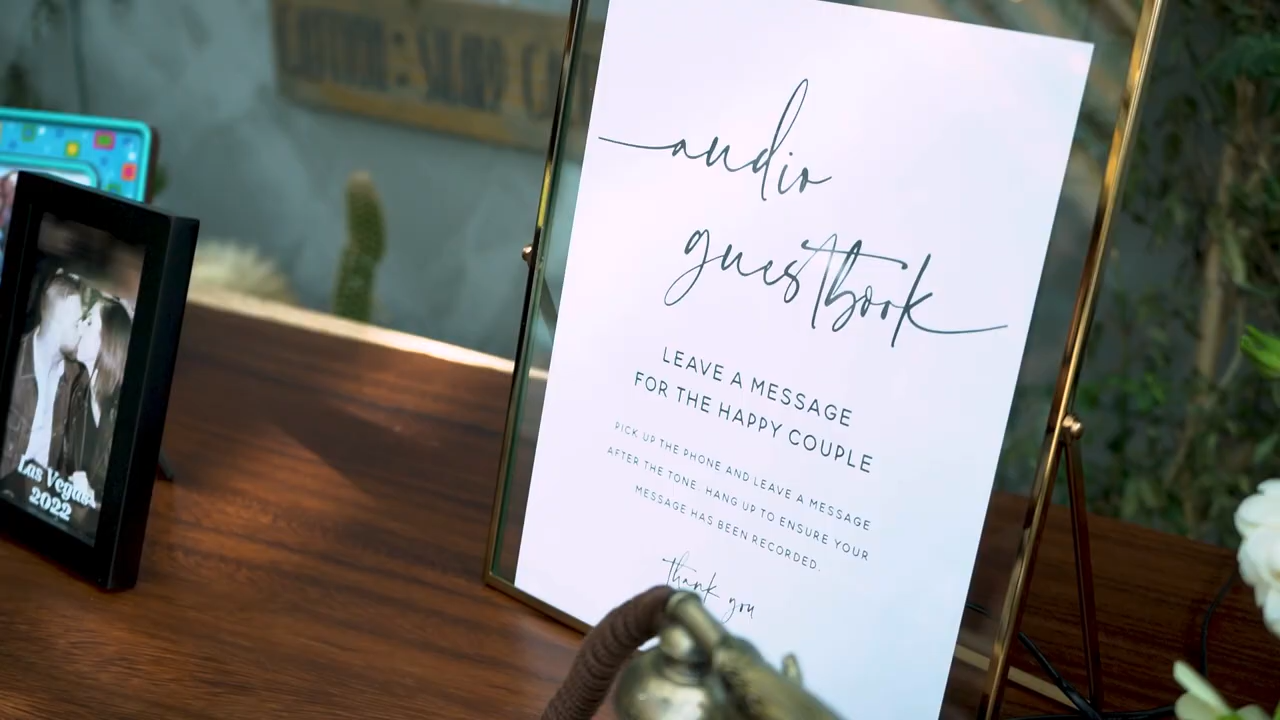 audio
guestbook
LEAVE A MESSAGE
FOR THE HAPPY COUPLE
PICK UP THE PHONE AND LEAVE A MESSAGE
AFTER THE TONE. HANG UP TO ENSURE YOUR
MESSAGE HAS BEEN RECORDED.
thank you
Las Vegas
2022